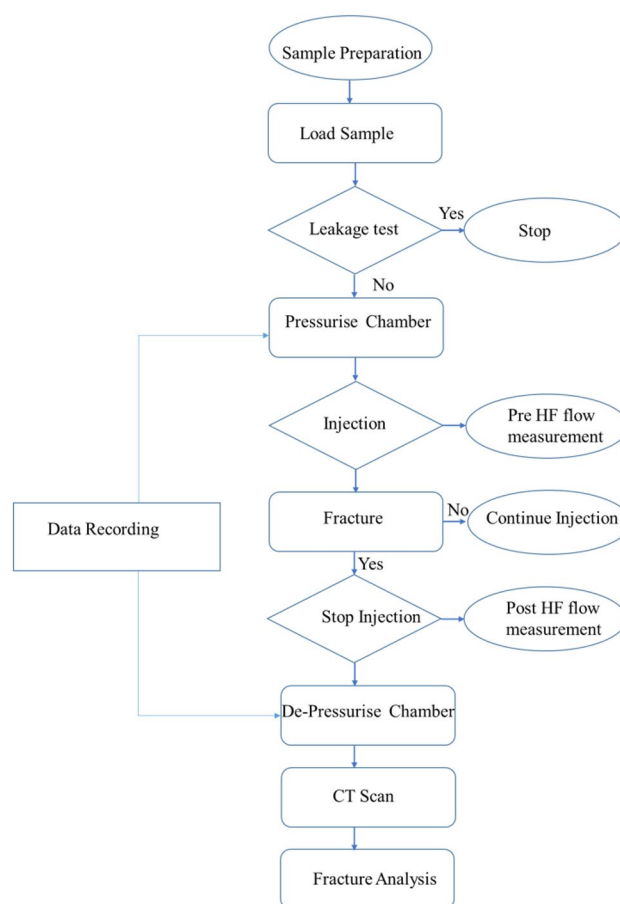 Sample Preparation
Load Sample
Leakage test
Yes
Stop
No
Pressurise Chamber
Injection
Pre HF flow
measurement
Data Recording
Fracture
No
Continue Injection
Yes
Stop Injection
Post HF flow
measurement
De-Pressurise Chamber
CT Scan
Fracture Analysis